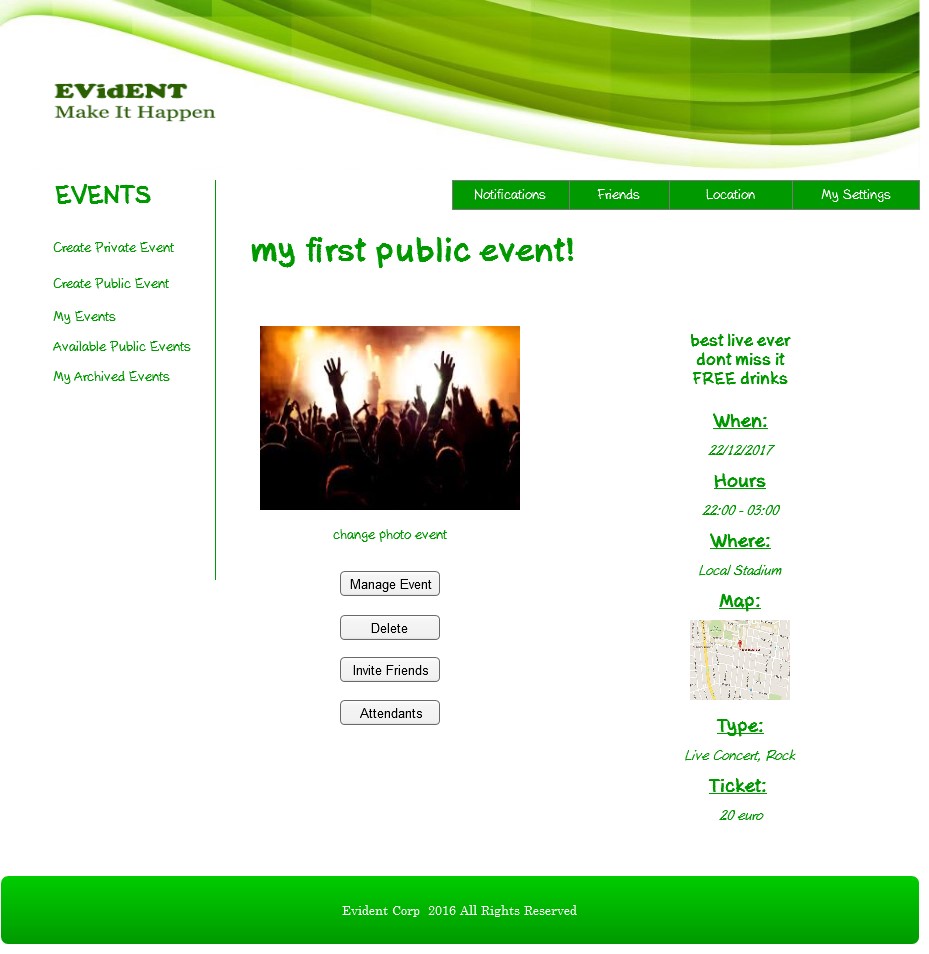 EVidENT
Make It Happen
EVENTS
Notifications
Friends
Location
My Settings
Create Private Event
Create Public Event
My Events
Available Public Events
My Archived Events
my first public event!
change photo event
Manage Event
Delete
Invite Friends
Attendants
best live ever
dont miss it
FREE drinks
When:
22/12/2017
Hours
22:00 - 03:00
Where:
Local Stadium
Map:
Type:
Live Concert, Rock
Ticket:
20 euro
Evident Corp  2016 All Rights Reserved